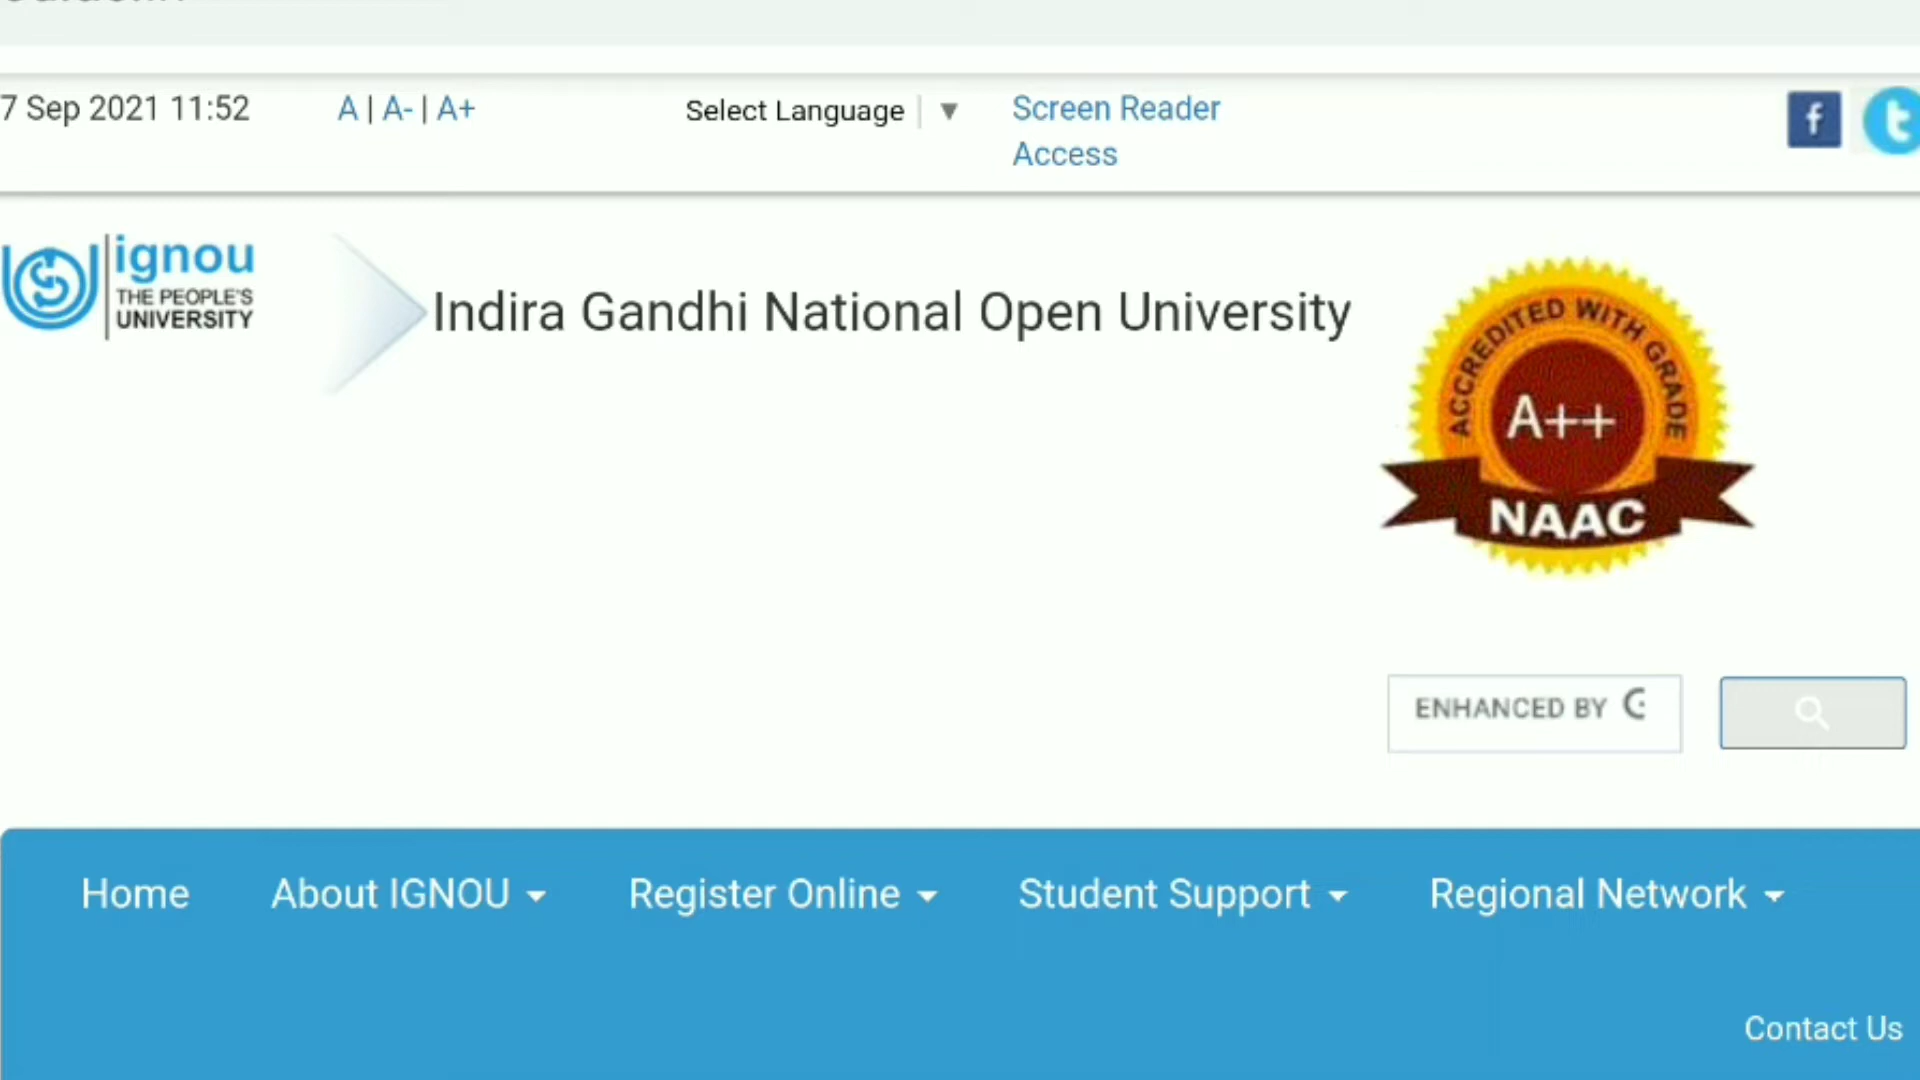 7 Sep 2021 11:52
A | A- | A+
Select Language ▼
Screen Reader
Access
ignou
THE PEOPLE'S
UNIVERSITY
Indira Gandhi National Open University
ACCREDITED WITH GRADE
A++
NAAC
ENHANCED BY
Home
About IGNOU
Register Online
Student Support
Regional Network
Contact Us